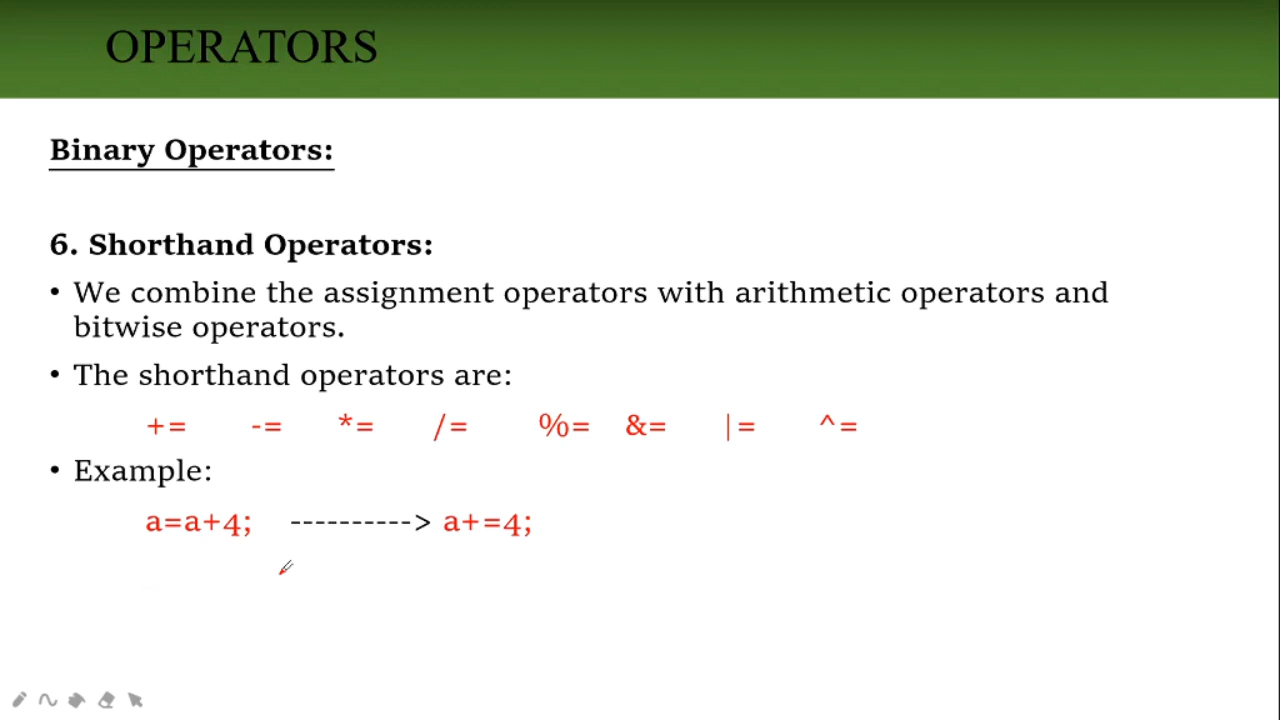 OPERATORS
Binary Operators:
6. Shorthand Operators:
• We combine the assignment operators with arithmetic operators and
bitwise operators.
• The shorthand operators are:
+= -= *= /= %= &= |= ^=
• Example:
a=a+4; ----------> a+=4;